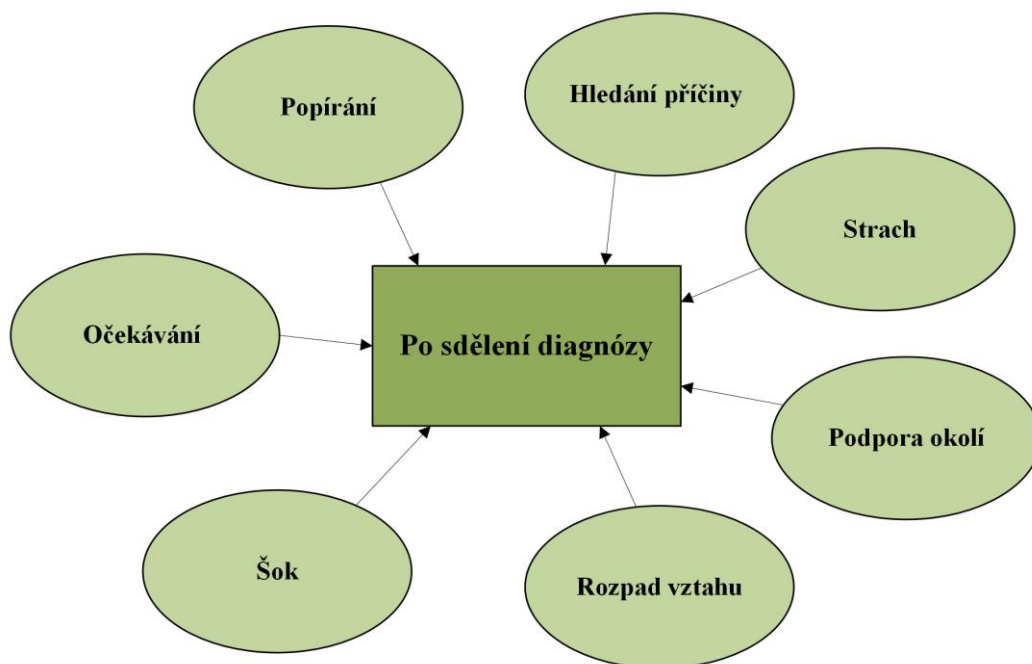 Popírání
Hledání příčiny
Strach
Očekávání
Po sdělení diagnózy
Podpora okolí
Šok
Rozpad vztahu